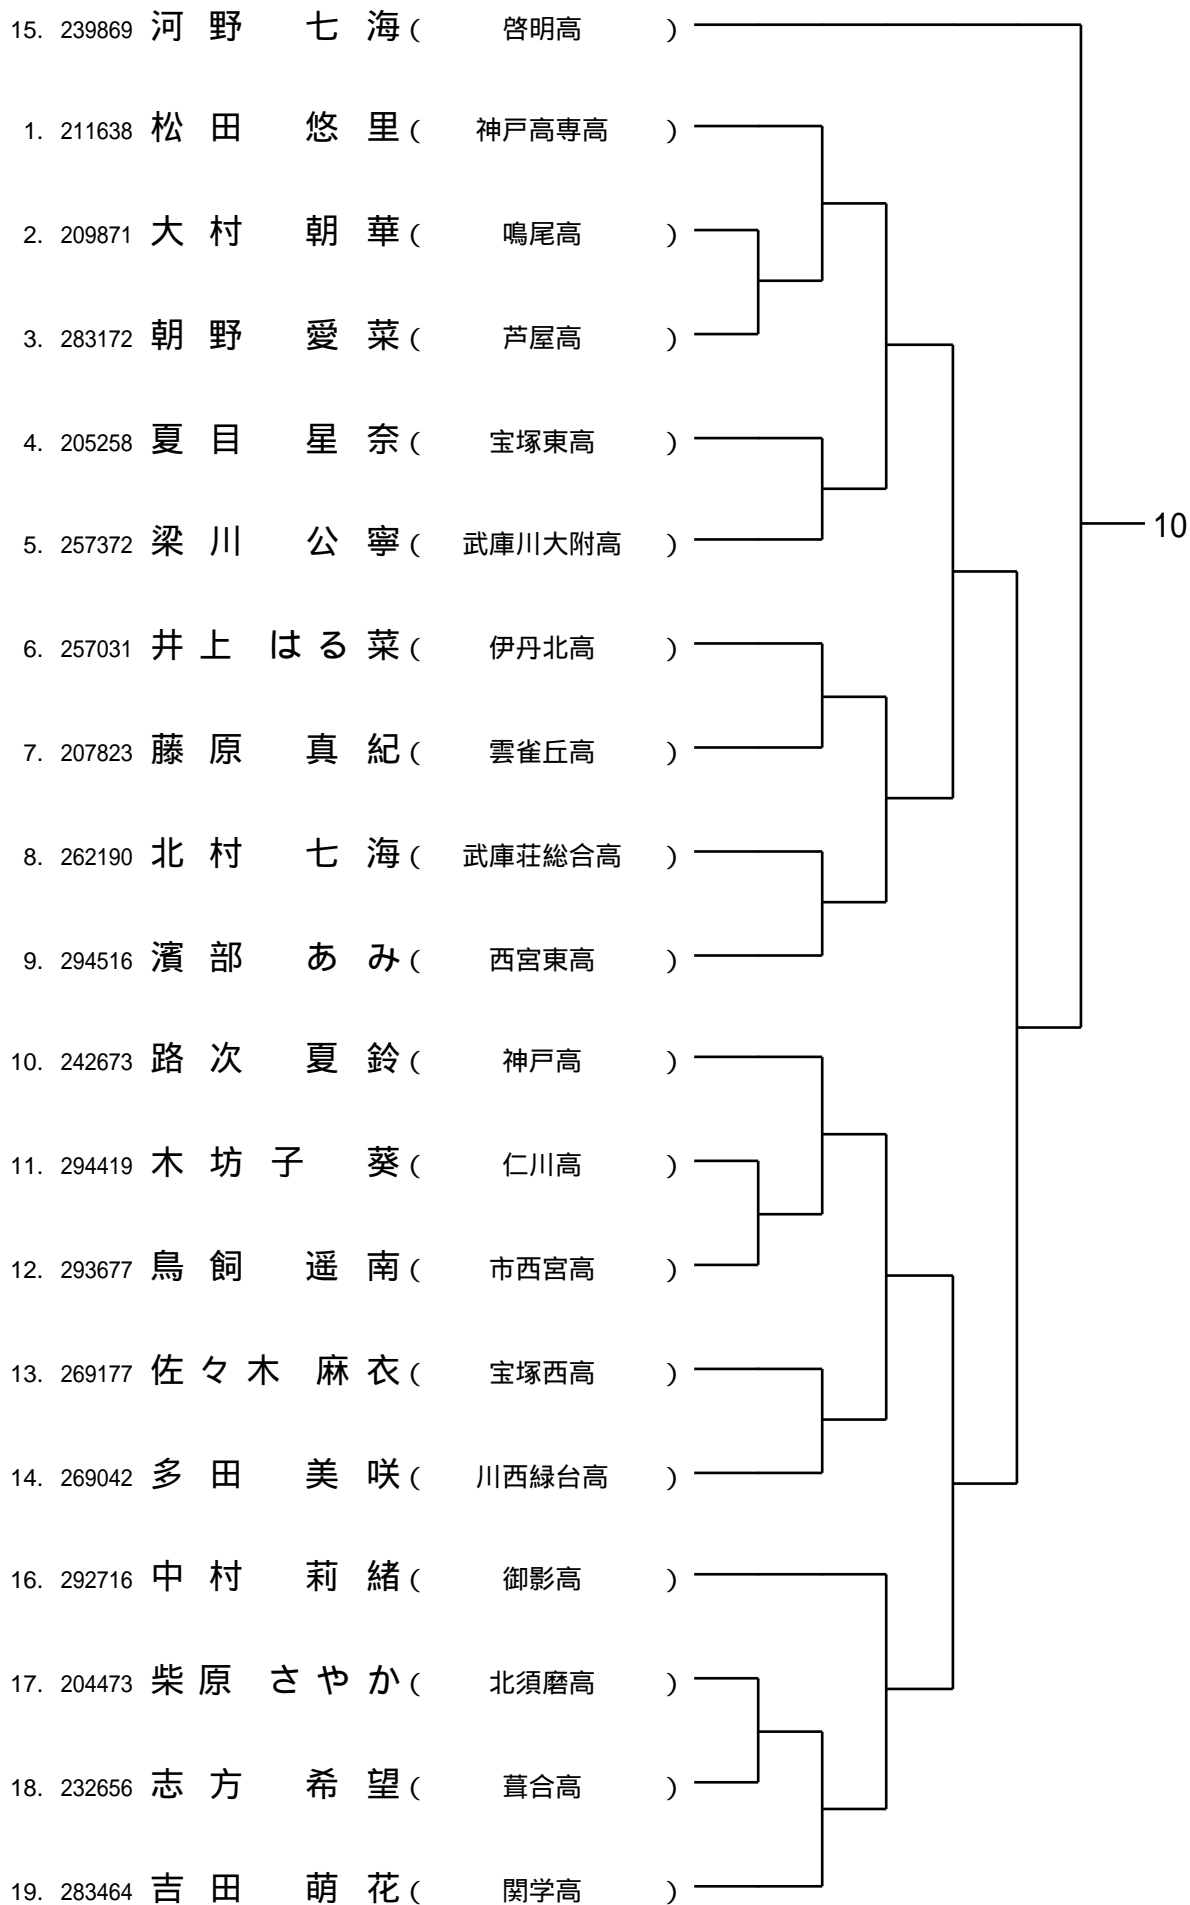 15. 239869 河野 七海( 啓明高 )
1. 211638 松田 悠里( 神戸高専高 )
2. 209871 大村 朝華( 鳴尾高 )
3. 283172 朝野 愛菜( 芦屋高 )
4. 205258 夏目 星奈( 宝塚東高 )
5. 257372 梁川 公寧( 武庫川大附高 )
10
6. 257031 井上 はる菜( 伊丹北高 )
7. 207823 藤原 真紀( 雲雀丘高 )
8. 262190 北村 七海( 武庫荘総合高 )
9. 294516 濱部 あみ( 西宮東高 )
10. 242673 路次 夏鈴( 神戸高 )
11. 294419 木坊子 葵( 仁川高 )
12. 293677 鳥飼 遥南( 市西宮高 )
13. 269177 佐々木 麻衣( 宝塚西高 )
14. 269042 多田 美咲( 川西緑台高 )
16. 292716 中村 莉緒( 御影高 )
17. 204473 柴原 さやか( 北須磨高 )
18. 232656 志方 希望( 葺合高 )
19. 283464 吉田 萌花( 関学高 )